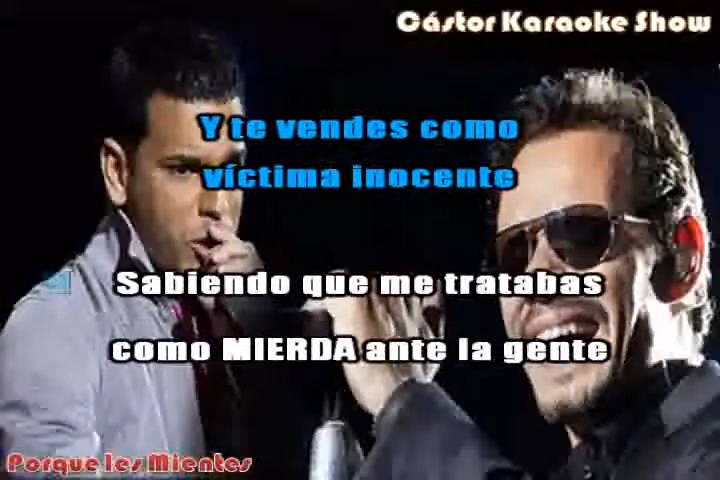 Cástor Karaoke Show
Y te vendes como
víctima inocente
Sabiendo que me tratabas
como MIERDA ante la gente
Porque les Mientes